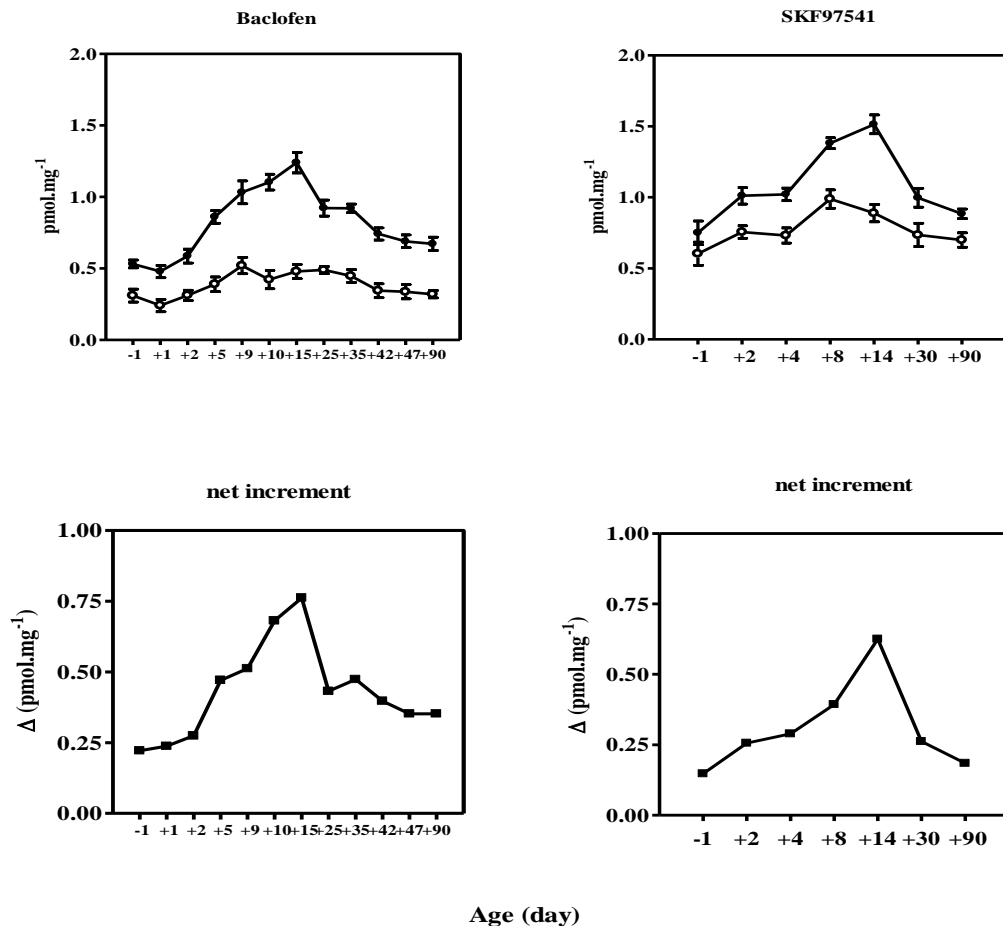 Baclofen
2.0
1.5
1.0
0.5
0.0
pmol.mg-1
-1 +1 +2 +5 +9 +10 +15 +25 +35 +42 +47 +90
SKF97541
2.0
1.5
1.0
0.5
0.0
pmol.mg-1
-1 +2 +4 +8 +14 +30 +90
net increment
1.00
0.75
0.50
0.25
0.00
Δ (pmol.mg-1)
-1 +1 +2 +5 +9 +10 +15 +25 +35 +42 +47 +90
net increment
1.00
0.75
0.50
0.25
0.00
Δ (pmol.mg-1)
-1 +2 +4 +8 +14 +30 +90
Age (day)